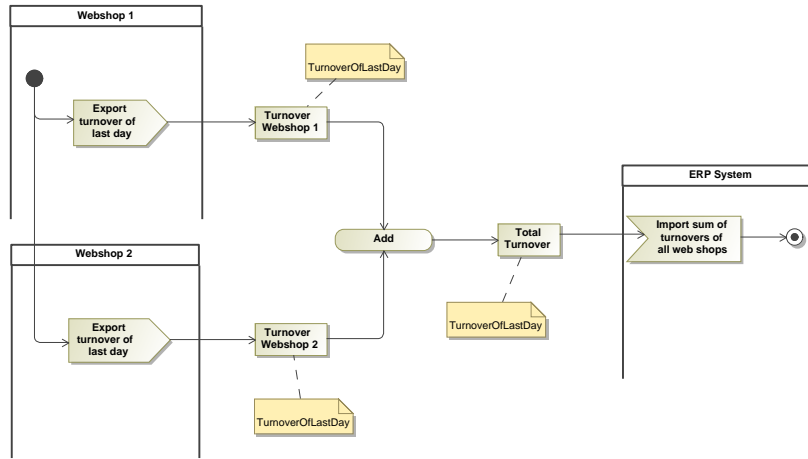 Webshop 1
TurnoverOfLastDay
Export
turnover of
last day
Turnover
Webshop 1
ERP System
Add
Total
Turnover
Import sum of
turnovers of
all web shops
Webshop 2
TurnoverOfLastDay
Export
turnover of
last day
Turnover
Webshop 2
TurnoverOfLastDay